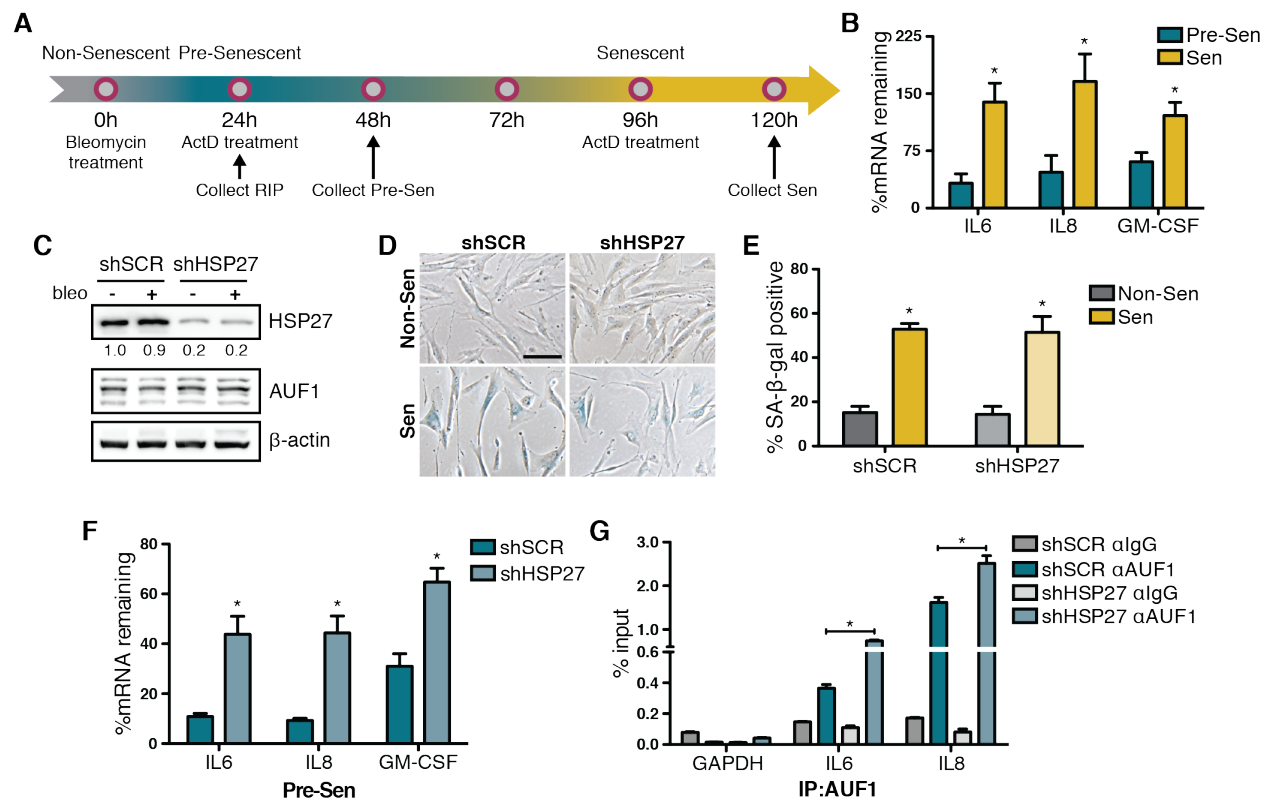 A
Non-Senescent Pre-Senescent Senescent
0h 24h 48h 72h 96h 120h
Bleomycin treatment ActD treatment ActD treatment
Collect RIP Collect Pre-Sen Collect Sen
B
%mRNA remaining
225
150
75
0
* * *
IL6 IL8 GM-CSF
Pre-Sen
Sen
C
shSCR shHSP27
bleo - + - +
HSP27
1.0 0.9 0.2 0.2
AUF1
β-actin
D
shSCR shHSP27
Non-Sen
Sen
E
% SA-β-gal positive
80
60
40
20
0
* *
shSCR shHSP27
Non-Sen
Sen
F
%mRNA remaining
80
60
40
20
0
* * *
IL6 IL8 GM-CSF
Pre-Sen
shSCR
shHSP27
G
% input
3.0
2.0
1.0
0.6
0.4
0.2
0.0
* *
GAPDH IL6 IL8
IP:AUF1
shSCR αIgG
shSCR αAUF1
shHSP27 αIgG
shHSP27 αAUF1